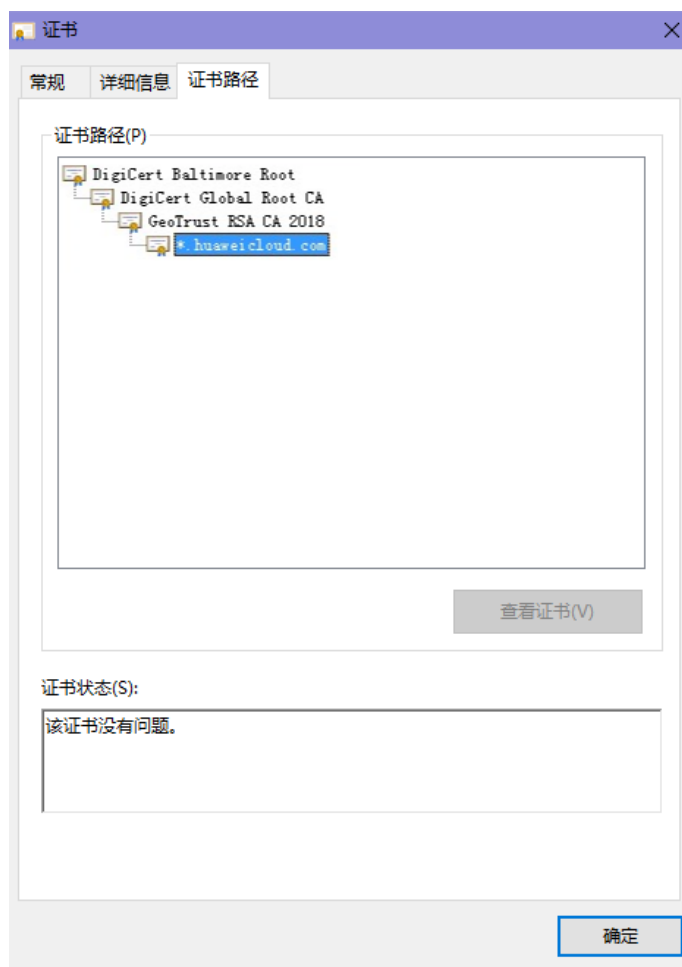 证书
常规
详细信息
证书路径
证书路径(P)
DigiCert Baltimore Root
DigiCert Global Root CA
GeoTrust RSA CA 2018
*.huaweicloud.com
查看证书(V)
证书状态(S):
该证书没有问题。
确定